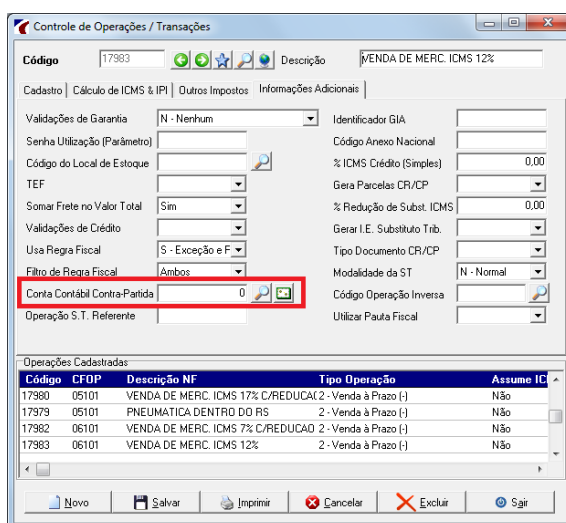 Controle de Operações / Transações
Código 17983 Descrição VENDA DE MERC. ICMS 12%
Cadastro Cálculo de ICMS & IPI Outros Impostos Informações Adicionais
Validações de Garantia N - Nenhum Identificador GIA
Senha Utilização (Parâmetro) Código Anexo Nacional
Código do Local de Estoque % ICMS Crédito (Simples) 0,00
TEF Gera Parcelas CR/CP
Somar Frete no Valor Total Sim % Redução de Subst. ICMS 0,00
Validações de Crédito Gerar I.E. Substituto Trib.
Usa Regra Fiscal S - Exceção e F Tipo Documento CR/CP
Filtro de Regra Fiscal Ambos Modalidade da ST N - Normal
Conta Contábil Contra-Partida 0 Código Operação Inversa
Operação S.T. Referente Utilizar Pauta Fiscal
Operações Cadastradas
Código CFOP Descrição NF Tipo Operação Assume IC
17980 05101 VENDA DE MERC. ICMS 17% C/REDUCA( 2 - Venda à Prazo (-) Não
17979 05101 PNEUMATICA DENTRO DO RS 2 - Venda à Prazo (-) Não
17982 06101 VENDA DE MERC. ICMS 7% C/REDUCAO 2 - Venda à Prazo (-) Não
17983 06101 VENDA DE MERC. ICMS 12% 2 - Venda à Prazo (-) Não
Novo Salvar Imprimir Cancelar Excluir Sair